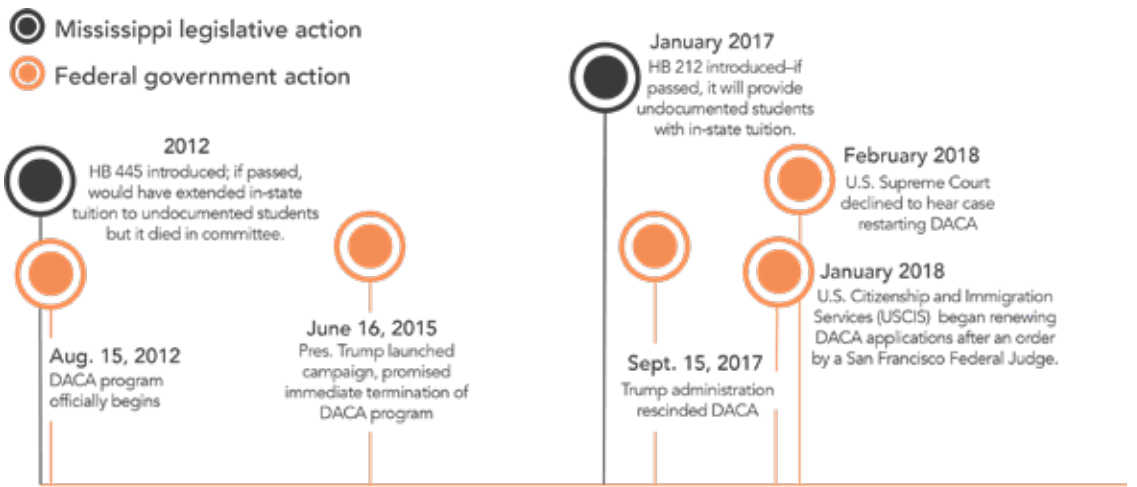 Mississippi legislative action
Federal government action
2012
HB 445 introduced; if passed,
would have extended in-state
tuition to undocumented students
but it died in committee.
Aug. 15, 2012
DACA program
officially begins
June 16, 2015
Pres. Trump launched
campaign, promised
immediate termination of
DACA program
January 2017
HB 212 introduced–if
passed, it will provide
undocumented students
with in-state tuition.
Sept. 15, 2017
Trump administration
rescinded DACA
February 2018
U.S. Supreme Court
declined to hear case
restarting DACA
January 2018
U.S. Citizenship and Immigration
Services (USCIS) began renewing
DACA applications after an order
by a San Francisco Federal Judge.